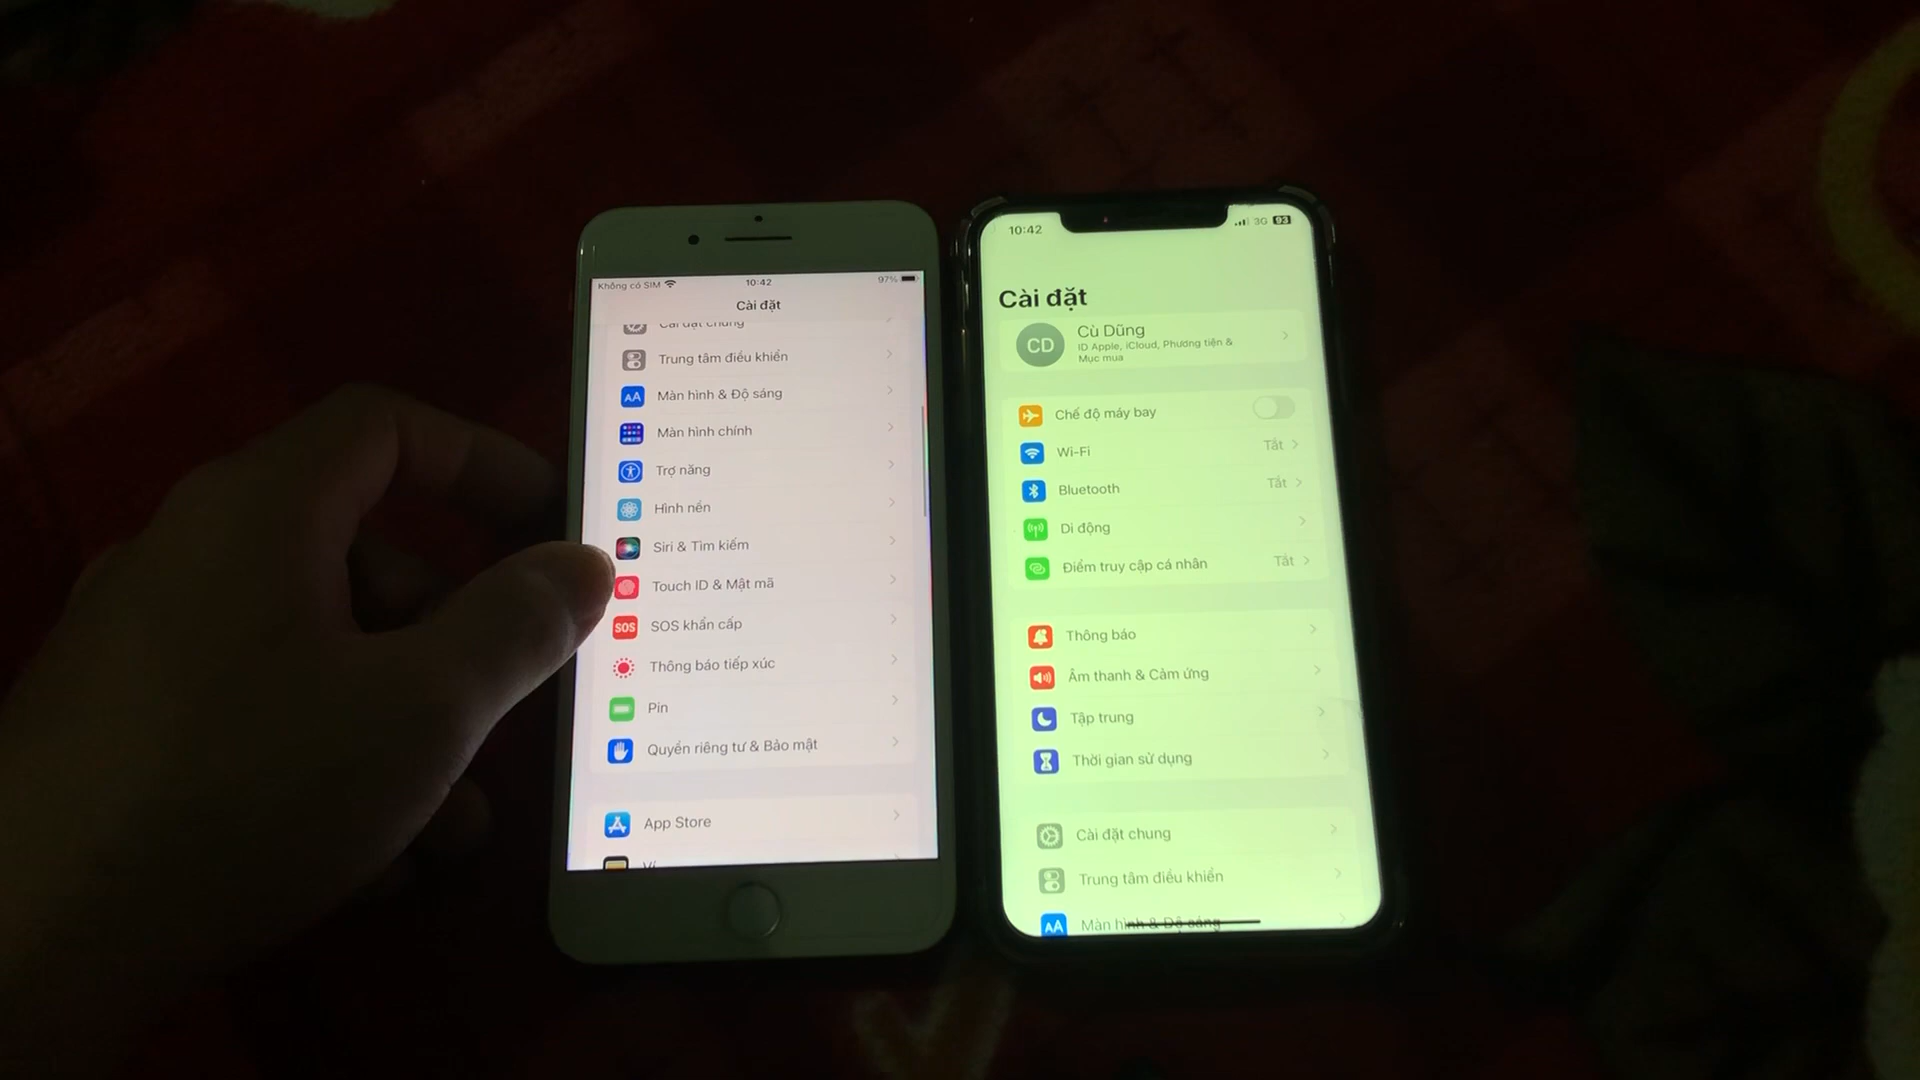 Không có SIM
10:42
97%
Cài đặt
Cài đặt chung
Trung tâm điều khiển
AA
Màn hình & Độ sáng
Màn hình chính
Trợ năng
Hình nền
Siri & Tìm kiếm
Touch ID & Mật mã
SOS
SOS khẩn cấp
Thông báo tiếp xúc
Pin
Quyền riêng tư & Bảo mật
App Store
Ví
10:42
3G
93
Cài đặt
CD
Cù Dũng
ID Apple, iCloud, Phương tiện &
Mục mua
Chế độ máy bay
Wi-Fi
Tắt
Bluetooth
Tắt
Di động
Điểm truy cập cá nhân
Tắt
Thông báo
Âm thanh & Cảm ứng
Tập trung
Thời gian sử dụng
Cài đặt chung
Trung tâm điều khiển
AA
Màn hình & Độ sáng